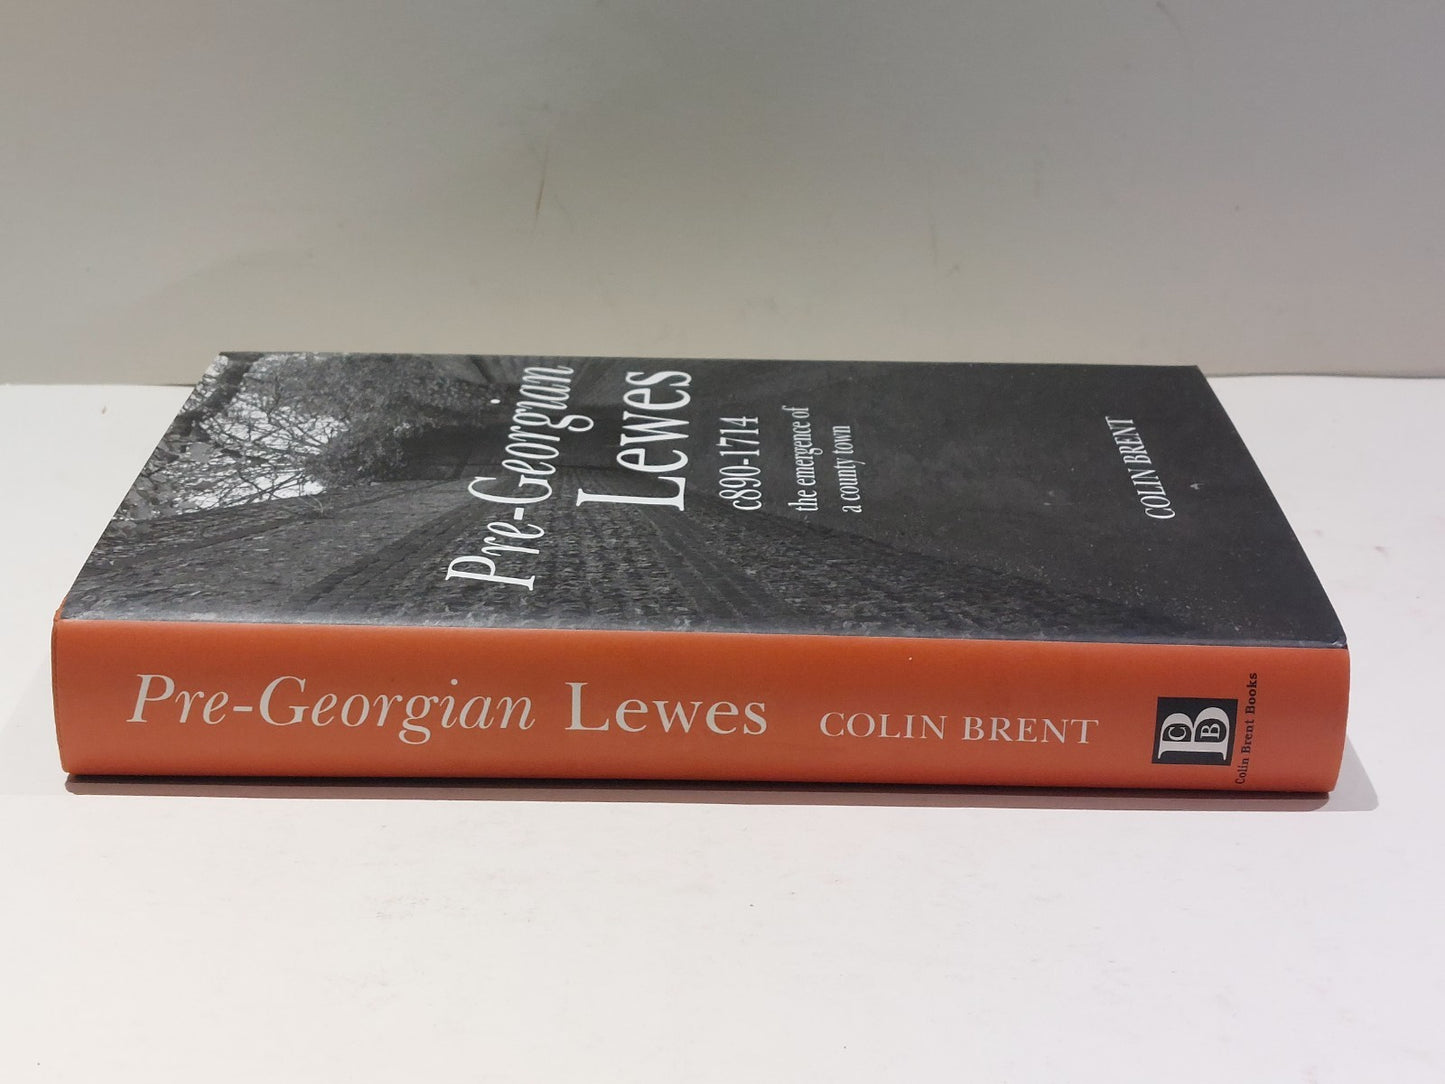 Pre-Georgian
Lewes
c890-1714
the emergence of
a county town
COLIN BRENT
Pre-Georgian Lewes COLIN BRENT
CBB
Colin Brent Books